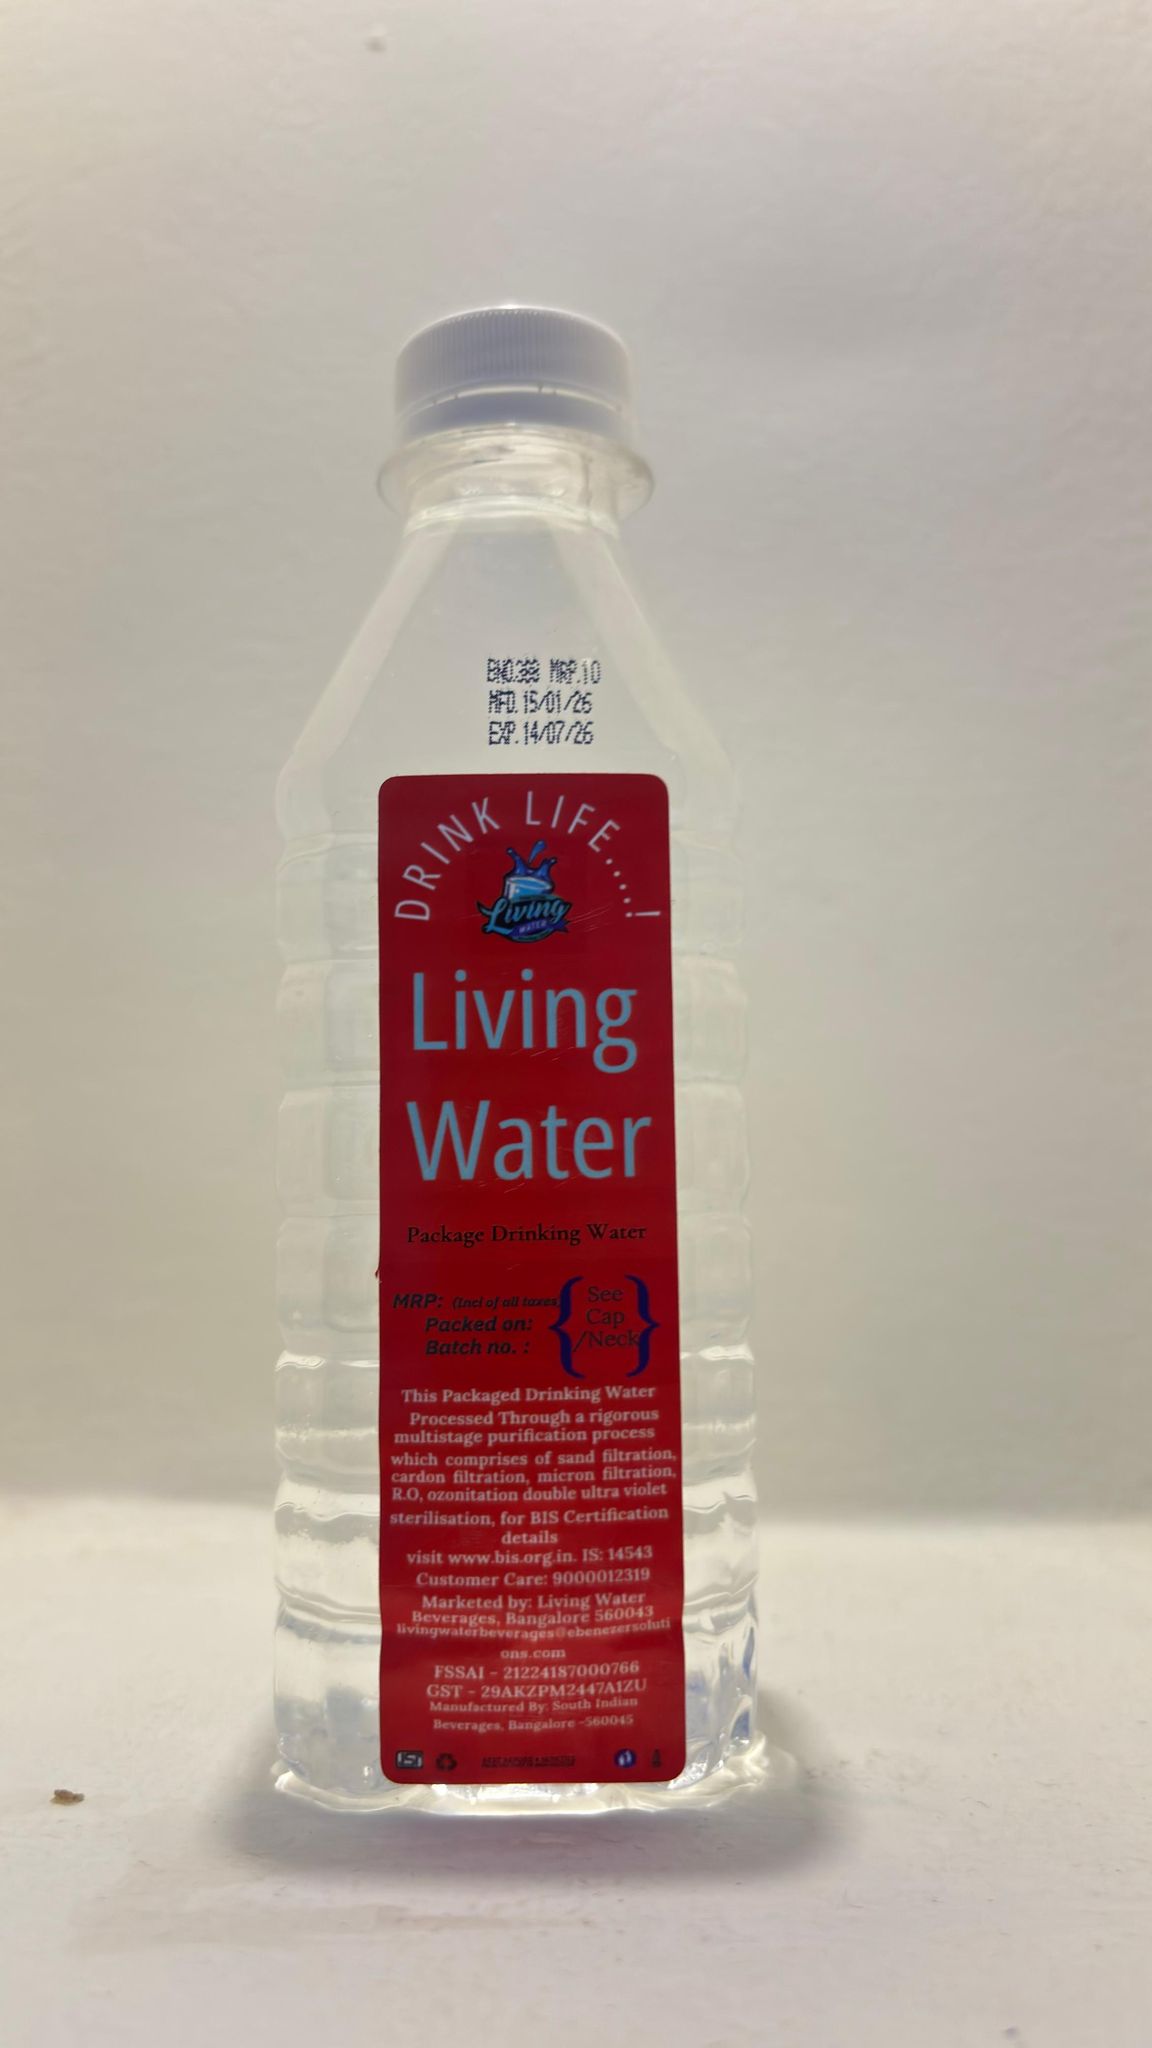 BNO.388 MRP.10
MFD.15/01/26
EXP.14/07/26
DRINK LIFE.....!
Living
WATER
Living
Water
Package Drinking Water
MRP: (Incl of all taxes)
Packed on:
Batch no. :
See
Cap
/Neck
This Packaged Drinking Water
Processed Through a rigorous
multistage purification process
which comprises of sand filtration,
cardon filtration, micron filtration,
R.O, ozonitation double ultra violet
sterilisation, for BIS Certification
details
visit www.bis.org.in. IS: 14543
Customer Care: 9000012319
Marketed by: Living Water
Beverages, Bangalore 560043
livingwaterbeverages@ebenezersoluti
ons.com
FSSAI - 21224187000766
GST - 29AKZPM2447A1ZU
Manufactured By: South Indian
Beverages, Bangalore -560045
ISI